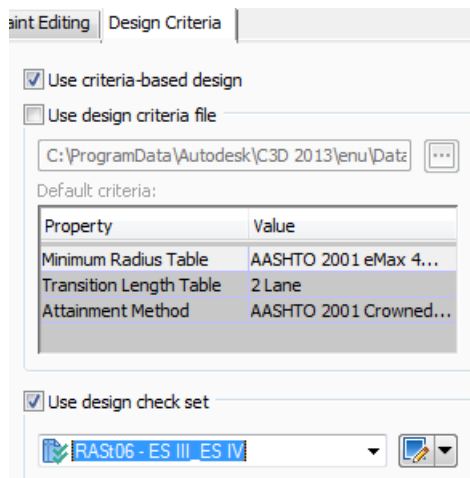 aint Editing Design Criteria
Use criteria-based design
Use design criteria file
C:\ProgramData\Autodesk\C3D 2013\enu\Data
Default criteria:
Property Value
Minimum Radius Table AASHTO 2001 eMax 4...
Transition Length Table 2 Lane
Attainment Method AASHTO 2001 Crowned...
Use design check set
RASt06 - ES III_ES IV